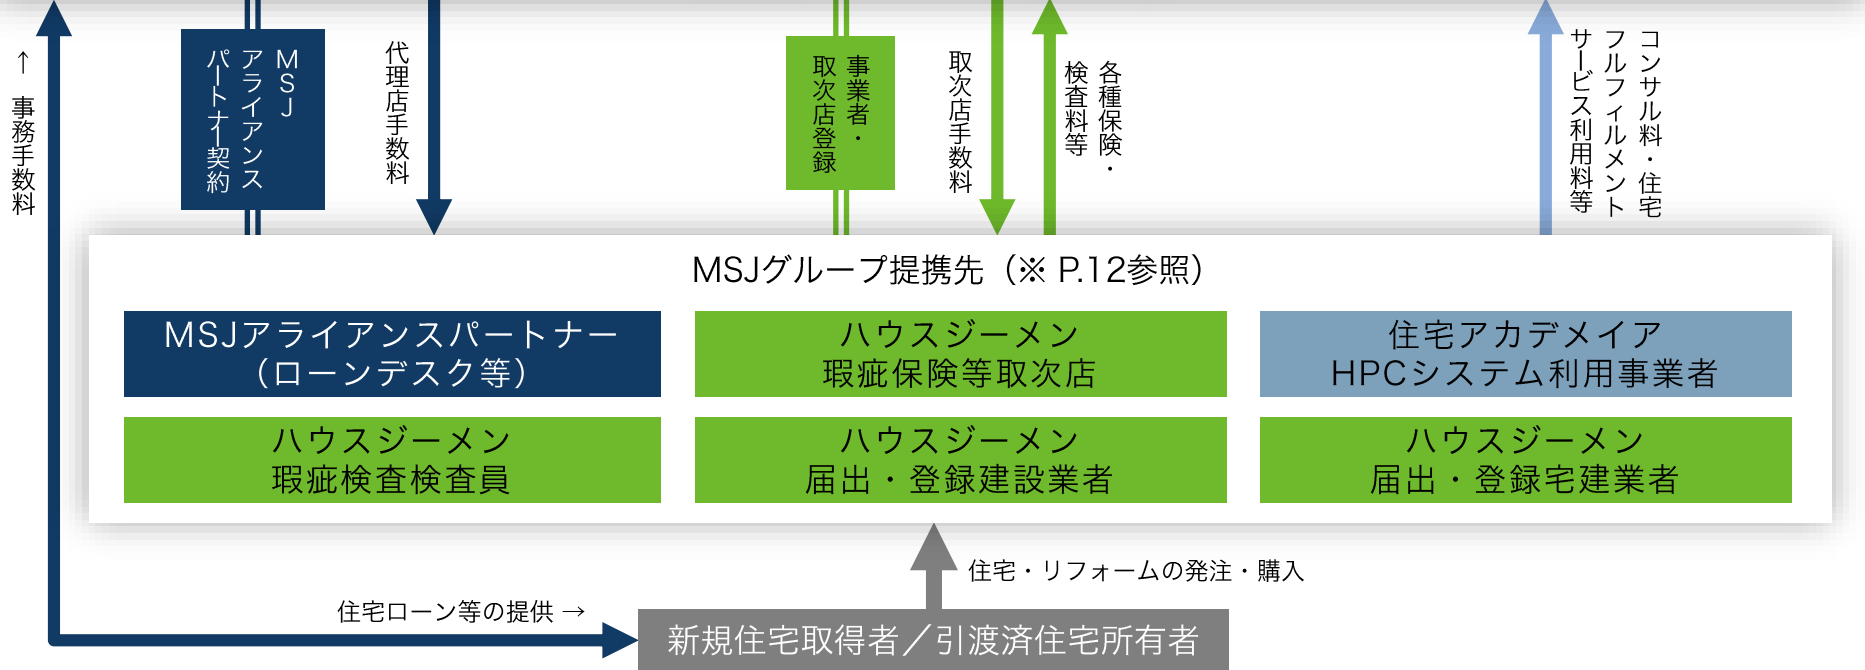 ↑ 事務手数料
MSJ
アライアンス
パートナー契約
代理店手数料
事業者・
取次店登録
取次店手数料
各種保険・
検査料等
コンサル料・住宅
フルフィルメント
サービス利用料等
MSJグループ提携先（※ P.12参照）
MSJアライアンスパートナー
（ローンデスク等）
ハウスジーメン
瑕疵保険等取次店
住宅アカデメイア
HPCシステム利用事業者
ハウスジーメン
瑕疵検査検査員
ハウスジーメン
届出・登録建設業者
ハウスジーメン
届出・登録宅建業者
住宅・リフォームの発注・購入
住宅ローン等の提供 →
新規住宅取得者／引渡済住宅所有者